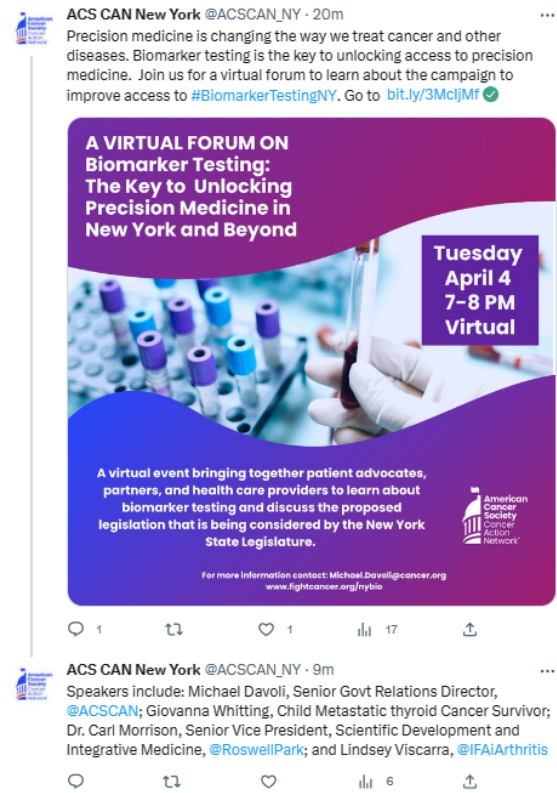 ACS CAN New York @ACSCAN_NY · 20m
Precision medicine is changing the way we treat cancer and other
diseases. Biomarker testing is the key to unlocking access to precision
medicine. Join us for a virtual forum to learn about the campaign to
improve access to #BiomarkerTestingNY. Go to bit.ly/3McljMf
A VIRTUAL FORUM ON
Biomarker Testing:
The Key to Unlocking
Precision Medicine in
New York and Beyond
Tuesday
April 4
7-8 PM
Virtual
A virtual event bringing together patient advocates,
partners, and health care providers to learn about
biomarker testing and discuss the proposed
legislation that is being considered by the New York
State Legislature.
American
Cancer
Society
Cancer
Action
Network
For more information contact: Michael.Davoli@cancer.org
www.fightcancer.org/nybio
1
1
17
ACS CAN New York @ACSCAN_NY · 9m
Speakers include: Michael Davoli, Senior Govt Relations Director,
@ACSCAN; Giovanna Whitting, Child Metastatic thyroid Cancer Survivor;
Dr. Carl Morrison, Senior Vice President, Scientific Development and
Integrative Medicine, @RoswellPark; and Lindsey Viscarra, @IFAiArthritis
6